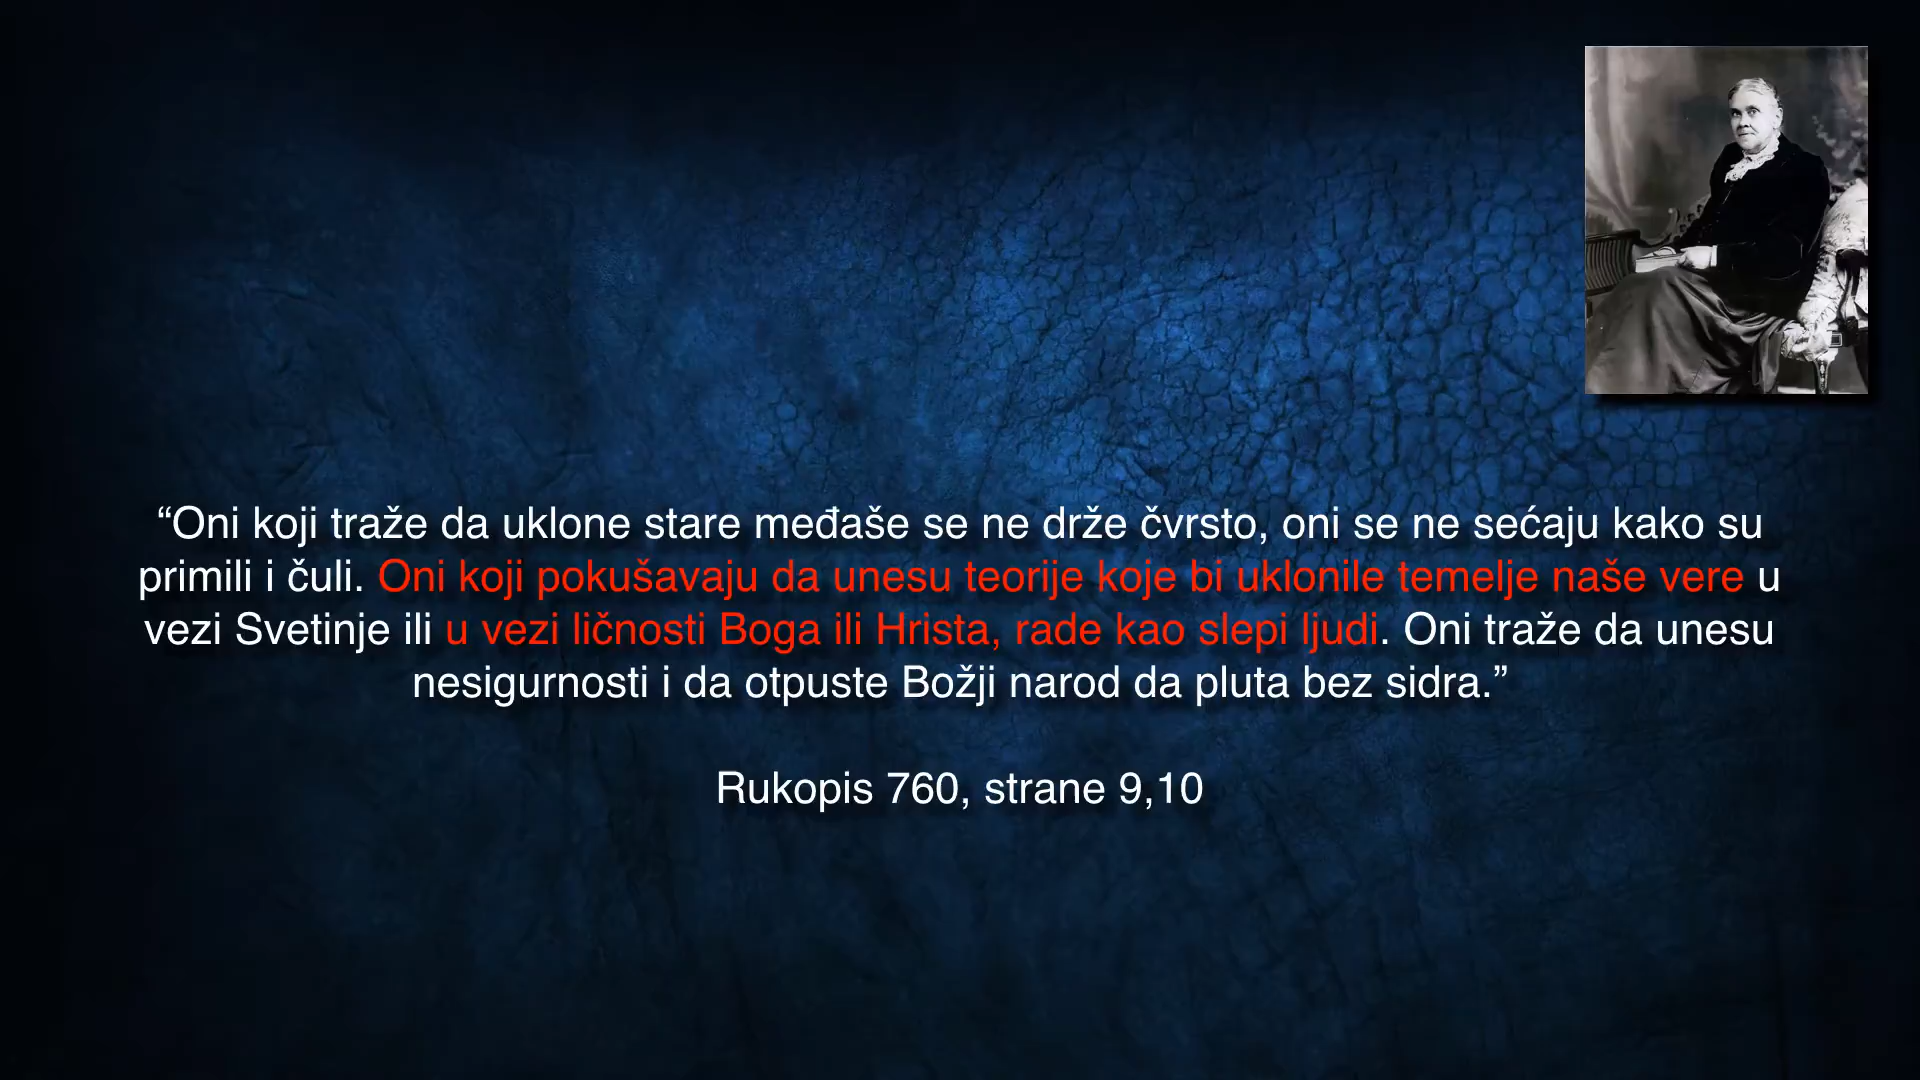 “Oni koji traže da uklone stare međaše se ne drže čvrsto, oni se ne sećaju kako su
primili i čuli. Oni koji pokušavaju da unesu teorije koje bi uklonile temelje naše vere u
vezi Svetinje ili u vezi ličnosti Boga ili Hrista, rade kao slepi ljudi. Oni traže da unesu
nesigurnosti i da otpuste Božji narod da pluta bez sidra.”
Rukopis 760, strane 9,10